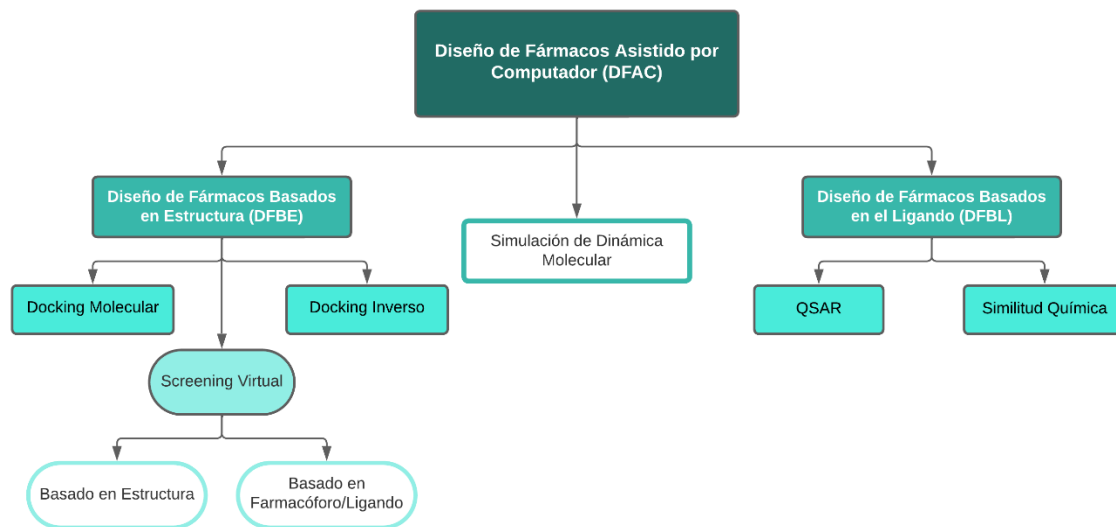 Diseño de Fármacos Asistido por
Computador (DFAC)
Diseño de Fármacos Basados
en Estructura (DFBE)
Simulación de Dinámica
Molecular
Diseño de Fármacos Basados
en el Ligando (DFBL)
Docking Molecular
Docking Inverso
QSAR
Similitud Química
Screening Virtual
Basado en Estructura
Basado en
Farmacóforo/Ligando